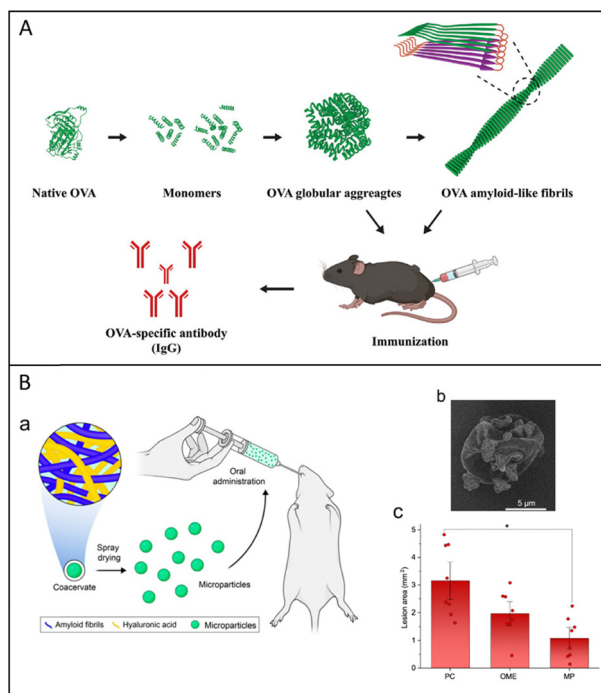 A
Native OVA
Monomers
OVA globular aggreagtes
OVA amyloid-like fibrils
OVA-specific antibody
(IgG)
Immunization
B
a
Oral
administration
Spray
drying
Coacervate
Microparticles
Amyloid fibrils
Hyaluronic acid
Microparticles
b
5 μm
c
Lesion area (mm²)
5
4
3
2
1
0
*
PC
OME
MP